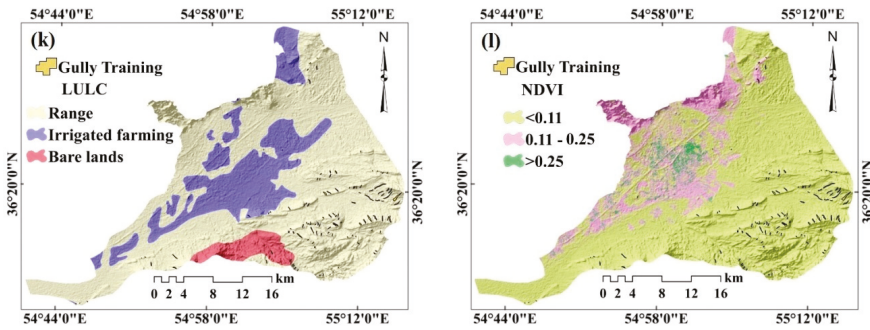 54°44'0"E 54°58'0"E 55°12'0"E
(k)
N
Gully Training
LULC
Range
Irrigated farming
Bare lands
36°20'0"N
36°20'0"N
km
0 2 4 8 12 16
54°44'0"E 54°58'0"E 55°12'0"E
54°44'0"E 54°58'0"E 55°12'0"E
(l)
N
Gully Training
NDVI
<0.11
0.11 - 0.25
>0.25
36°20'0"N
36°20'0"N
km
0 2 4 8 12 16
54°44'0"E 54°58'0"E 55°12'0"E